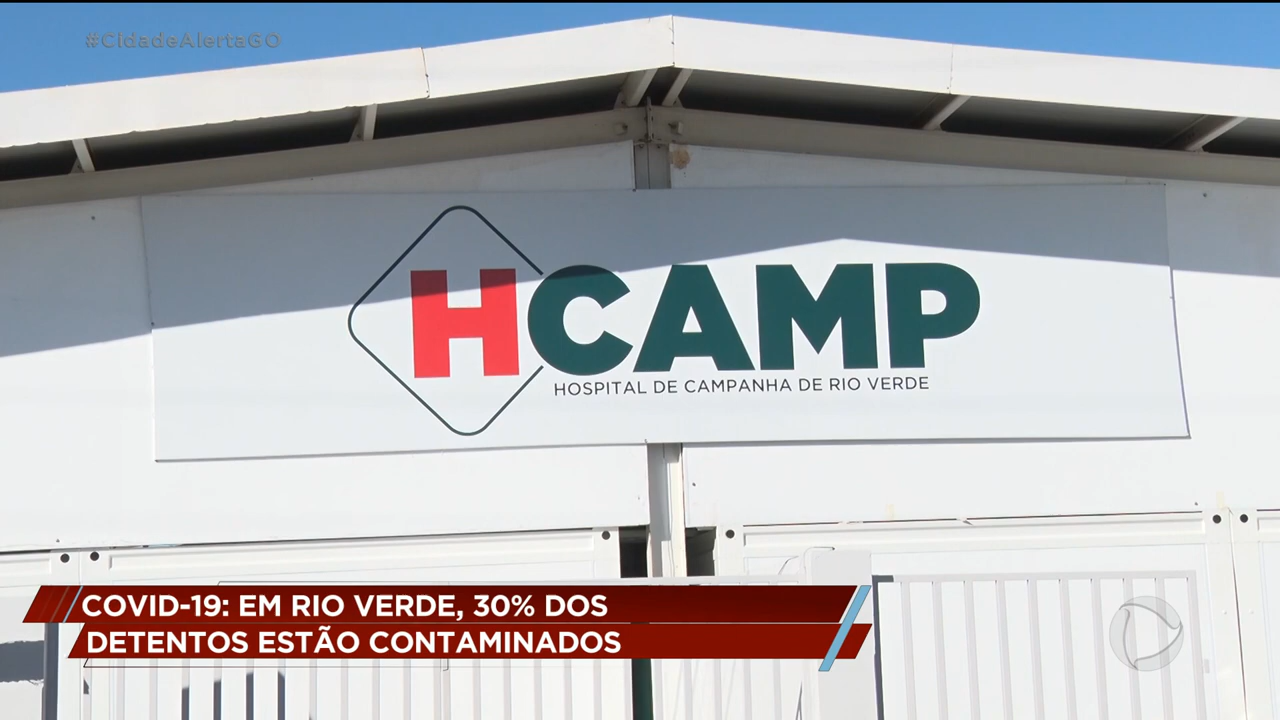 #CidadeAlertaGO
HCAMP
HOSPITAL DE CAMPANHA DE RIO VERDE
COVID-19: EM RIO VERDE, 30% DOS
DETENTOS ESTÃO CONTAMINADOS